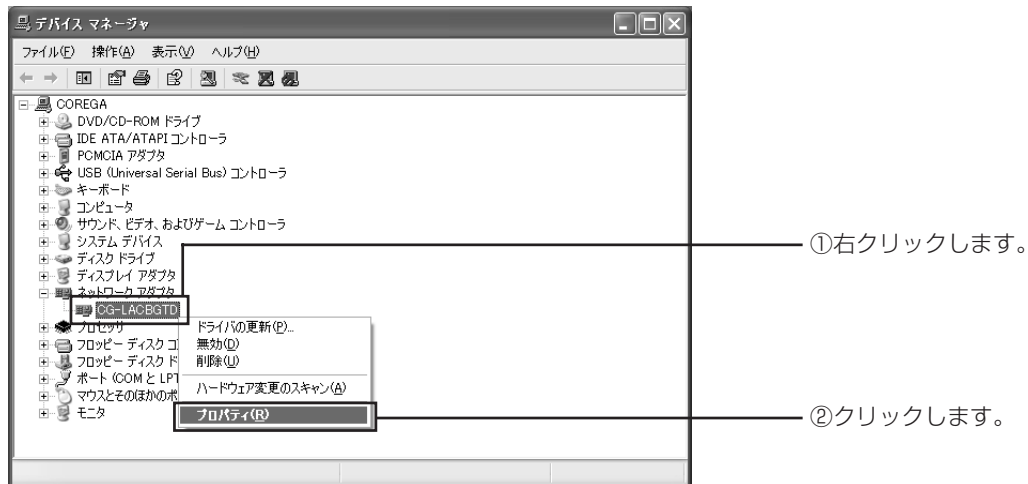 デバイス マネージャ
ファイル(F) 操作(A) 表示(V) ヘルプ(H)
COREGA
DVD/CD-ROM ドライブ
IDE ATA/ATAPI コントローラ
PCMCIA アダプタ
USB (Universal Serial Bus) コントローラ
キーボード
コンピュータ
サウンド、ビデオ、およびゲーム コントローラ
システム デバイス
①右クリックします。
ディスク ドライブ
ディスプレイ アダプタ
ネットワーク アダプタ
CG-LACBGTD
プロセッサ
ドライバの更新(P)...
フロッピー ディスク コ
無効(D)
フロッピー ディスク ド
削除(U)
ポート (COM と LPT
ハードウェア変更のスキャン(A)
マウスとそのほかのポ
モニタ
プロパティ(R)
②クリックします。